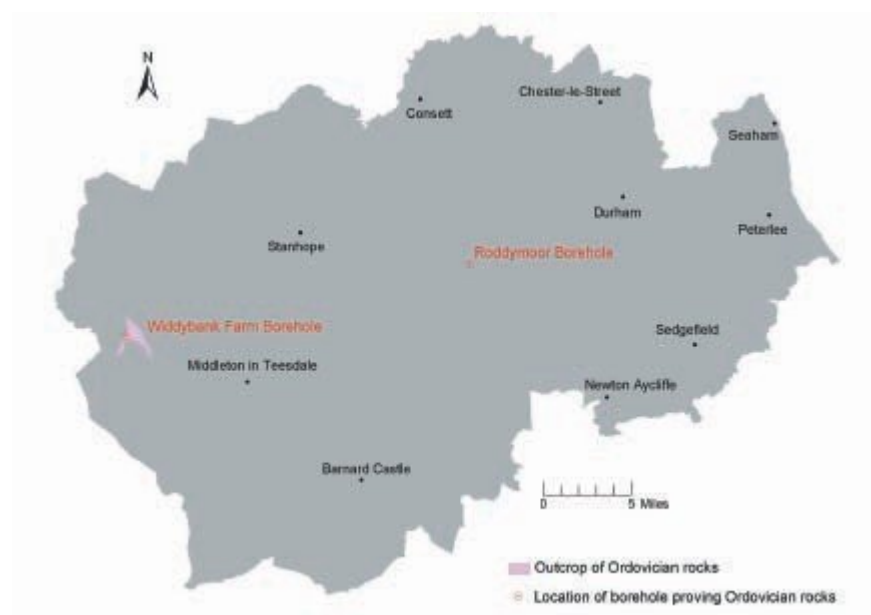 N
Chester-le-Street
Consett
Seaham
Durham
Peterlee
Stanhope
Roddymoor Borehole
Widdybank Farm Borehole
Sedgefield
Middleton in Teesdale
Newton Aycliffe
Barnard Castle
0 5 Miles
Outcrop of Ordovician rocks
Location of borehole proving Ordovician rocks